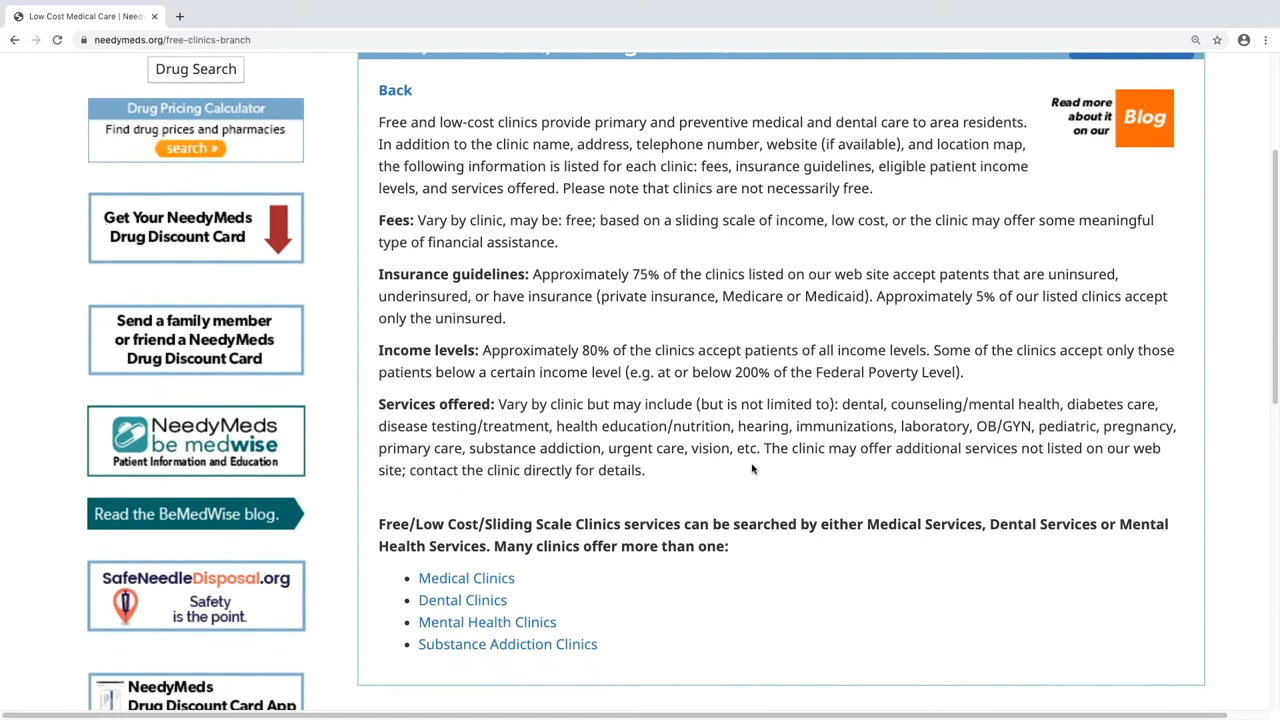 Low Cost Medical Care | Need
needymeds.org/free-clinics-branch
Drug Search
Drug Pricing Calculator
Find drug prices and pharmacies
search »
Get Your NeedyMeds
Drug Discount Card
Send a family member
or friend a NeedyMeds
Drug Discount Card
NeedyMeds
be medwise
Patient Information and Education
Read the BeMedWise blog.
SafeNeedleDisposal.org
Safety
is the point.
NeedyMeds
Drug Discount Card App
Back
Read more
about it
on our
Blog
Free and low-cost clinics provide primary and preventive medical and dental care to area residents.
In addition to the clinic name, address, telephone number, website (if available), and location map,
the following information is listed for each clinic: fees, insurance guidelines, eligible patient income
levels, and services offered. Please note that clinics are not necessarily free.
Fees: Vary by clinic, may be: free; based on a sliding scale of income, low cost, or the clinic may offer some meaningful
type of financial assistance.
Insurance guidelines: Approximately 75% of the clinics listed on our web site accept patents that are uninsured,
underinsured, or have insurance (private insurance, Medicare or Medicaid). Approximately 5% of our listed clinics accept
only the uninsured.
Income levels: Approximately 80% of the clinics accept patients of all income levels. Some of the clinics accept only those
patients below a certain income level (e.g. at or below 200% of the Federal Poverty Level).
Services offered: Vary by clinic but may include (but is not limited to): dental, counseling/mental health, diabetes care,
disease testing/treatment, health education/nutrition, hearing, immunizations, laboratory, OB/GYN, pediatric, pregnancy,
primary care, substance addiction, urgent care, vision, etc. The clinic may offer additional services not listed on our web
site; contact the clinic directly for details.
Free/Low Cost/Sliding Scale Clinics services can be searched by either Medical Services, Dental Services or Mental
Health Services. Many clinics offer more than one:
• Medical Clinics
• Dental Clinics
• Mental Health Clinics
• Substance Addiction Clinics